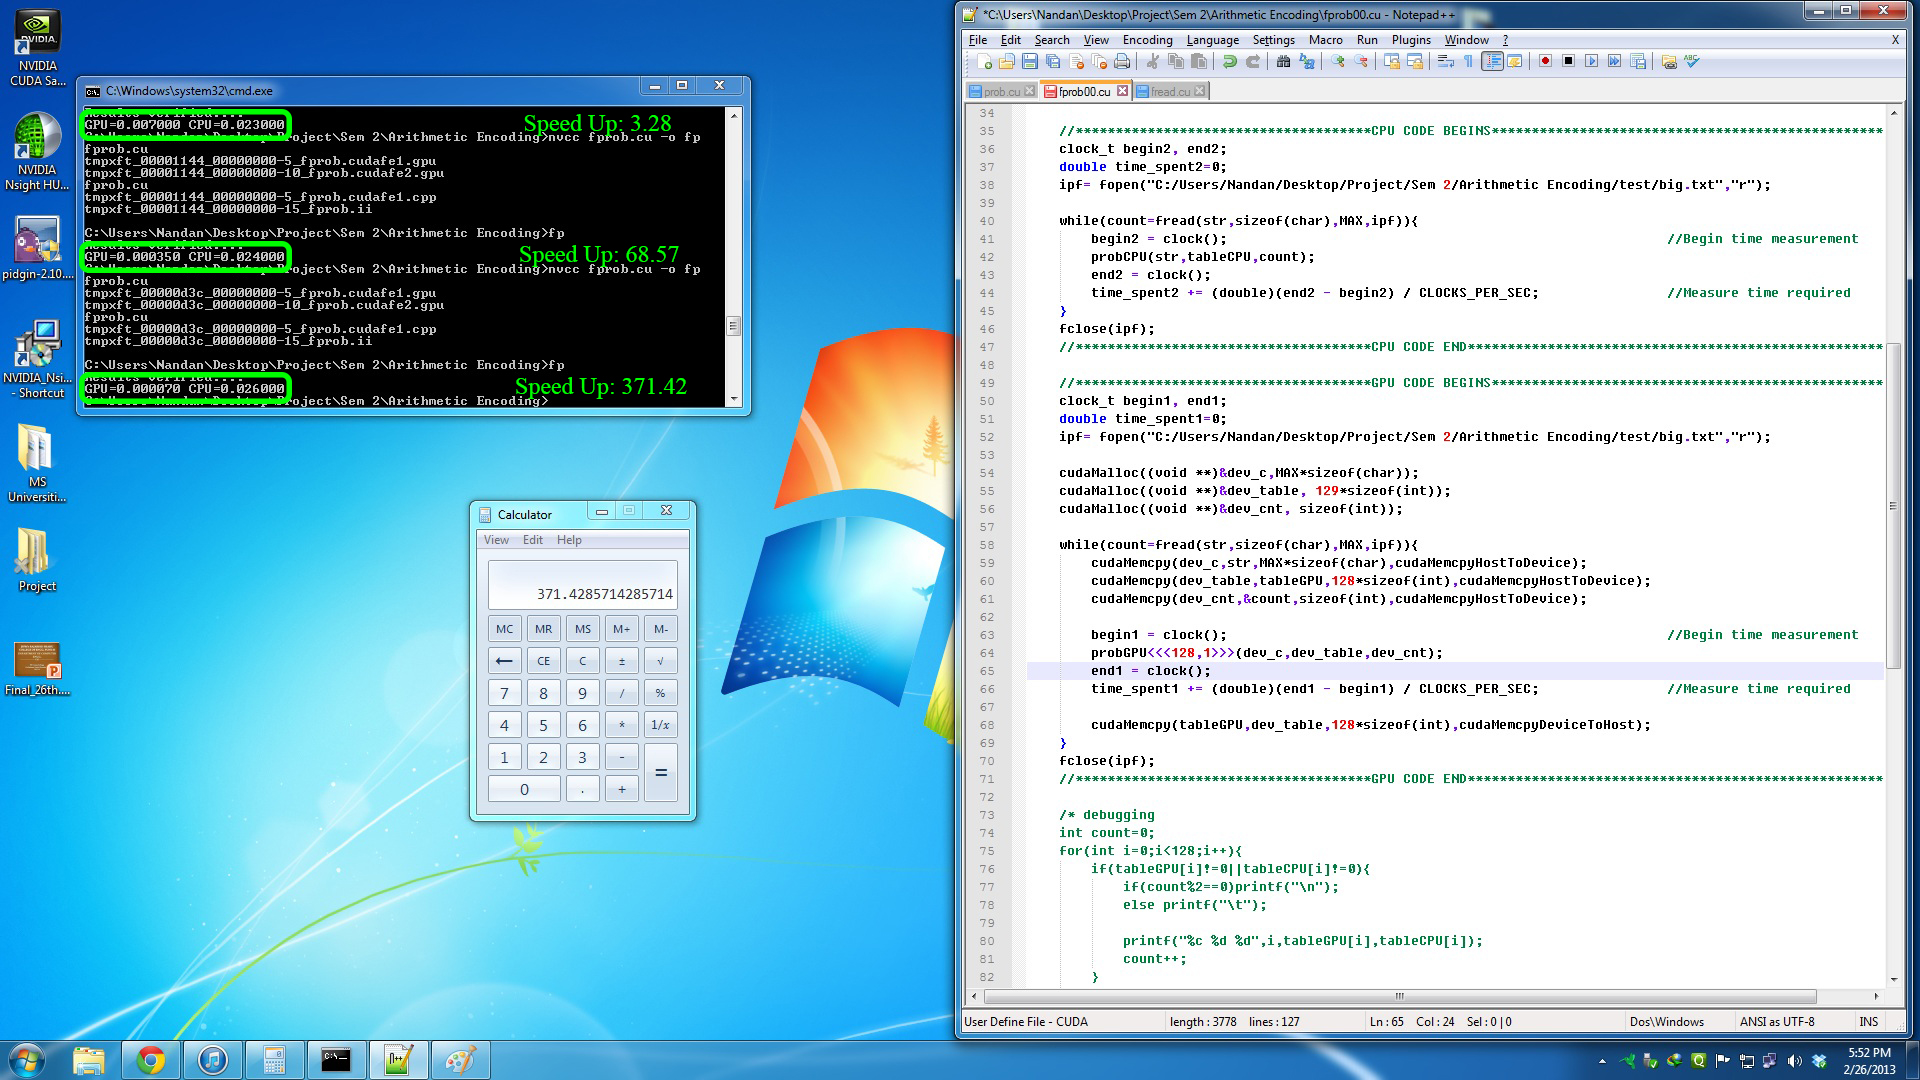 NVIDIA
CUDA Sa...
NVIDIA
Nsight HU...
pidgin-2.10....
NVIDIA_Nsi...
- Shortcut
MS
Universiti...
Project
Final_26th....
C:\Windows\system32\cmd.exe
Results verified....
GPU=0.007000 CPU=0.023000
Speed Up: 3.28
C:\Users\Nandan\Desktop\Project\Sem 2\Arithmetic Encoding>nvcc fprob.cu -o fp
fprob.cu
tmpxft_00001144_00000000-5_fprob.cudafe1.gpu
tmpxft_00001144_00000000-10_fprob.cudafe2.gpu
fprob.cu
tmpxft_00001144_00000000-5_fprob.cudafe1.cpp
tmpxft_00001144_00000000-15_fprob.ii
C:\Users\Nandan\Desktop\Project\Sem 2\Arithmetic Encoding>fp
Results verified....
GPU=0.000350 CPU=0.024000
Speed Up: 68.57
C:\Users\Nandan\Desktop\Project\Sem 2\Arithmetic Encoding>nvcc fprob.cu -o fp
fprob.cu
tmpxft_00000d3c_00000000-5_fprob.cudafe1.gpu
tmpxft_00000d3c_00000000-10_fprob.cudafe2.gpu
fprob.cu
tmpxft_00000d3c_00000000-5_fprob.cudafe1.cpp
tmpxft_00000d3c_00000000-15_fprob.ii
C:\Users\Nandan\Desktop\Project\Sem 2\Arithmetic Encoding>fp
Results verified....
GPU=0.000070 CPU=0.026000
Speed Up: 371.42
C:\Users\Nandan\Desktop\Project\Sem 2\Arithmetic Encoding>
Calculator
View Edit Help
371.4285714285714
MC MR MS M+ M-
← CE C ± √
7 8 9 / %
4 5 6 * 1/x
1 2 3 - =
0 . +
*C:\Users\Nandan\Desktop\Project\Sem 2\Arithmetic Encoding\fprob00.cu - Notepad++
File Edit Search View Encoding Language Settings Macro Run Plugins Window ? X
prob.cu fprob00.cu fread.cu
34
35 //*************************************CPU CODE BEGINS*************************************************
36 clock_t begin2, end2;
37 double time_spent2=0;
38 ipf= fopen("C:/Users/Nandan/Desktop/Project/Sem 2/Arithmetic Encoding/test/big.txt","r");
39
40 while(count=fread(str,sizeof(char),MAX,ipf)){
41 begin2 = clock(); //Begin time measurement
42 probCPU(str,tableCPU,count);
43 end2 = clock();
44 time_spent2 += (double)(end2 - begin2) / CLOCKS_PER_SEC; //Measure time required
45 }
46 fclose(ipf);
47 //*************************************CPU CODE END****************************************************
48
49 //*************************************GPU CODE BEGINS*************************************************
50 clock_t begin1, end1;
51 double time_spent1=0;
52 ipf= fopen("C:/Users/Nandan/Desktop/Project/Sem 2/Arithmetic Encoding/test/big.txt","r");
53
54 cudaMalloc((void **)&dev_c,MAX*sizeof(char));
55 cudaMalloc((void **)&dev_table, 129*sizeof(int));
56 cudaMalloc((void **)&dev_cnt, sizeof(int));
57
58 while(count=fread(str,sizeof(char),MAX,ipf)){
59 cudaMemcpy(dev_c,str,MAX*sizeof(char),cudaMemcpyHostToDevice);
60 cudaMemcpy(dev_table,tableGPU,128*sizeof(int),cudaMemcpyHostToDevice);
61 cudaMemcpy(dev_cnt,&count,sizeof(int),cudaMemcpyHostToDevice);
62
63 begin1 = clock(); //Begin time measurement
64 probGPU<<<128,1>>>(dev_c,dev_table,dev_cnt);
65 end1 = clock();
66 time_spent1 += (double)(end1 - begin1) / CLOCKS_PER_SEC; //Measure time required
67
68 cudaMemcpy(tableGPU,dev_table,128*sizeof(int),cudaMemcpyDeviceToHost);
69 }
70 fclose(ipf);
71 //*************************************GPU CODE END****************************************************
72
73 /* debugging
74 int count=0;
75 for(int i=0;i<128;i++){
76 if(tableGPU[i]!=0||tableCPU[i]!=0){
77 if(count%2==0)printf("\n");
78 else printf("\t");
79
80 printf("%c %d %d",i,tableGPU[i],tableCPU[i]);
81 count++;
82 }
User Define File - CUDA length : 3778 lines : 127 Ln : 65 Col : 24 Sel : 0 | 0 Dos\Windows ANSI as UTF-8 INS
5:52 PM
2/26/2013